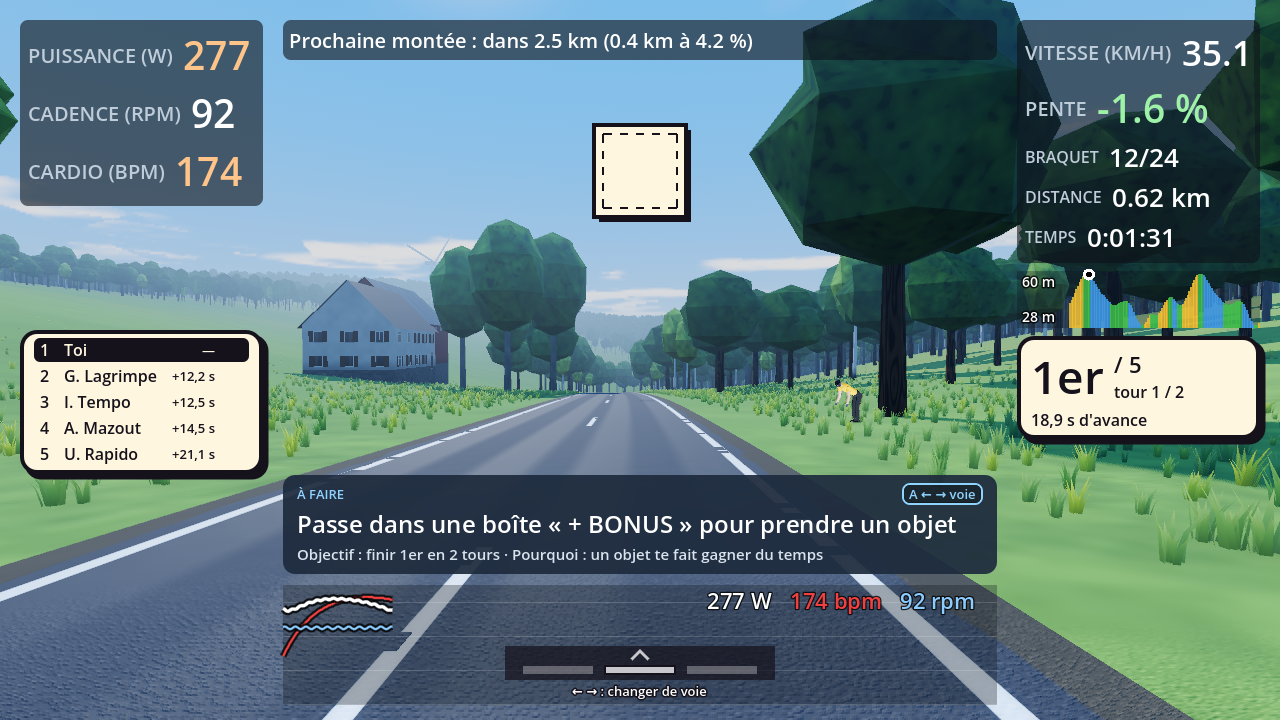 PUISSANCE (W) 277
CADENCE (RPM) 92
CARDIO (BPM) 174
Prochaine montée : dans 2.5 km (0.4 km à 4.2 %)
VITESSE (KM/H) 35.1
PENTE -1.6 %
BRAQUET 12/24
DISTANCE 0.62 km
TEMPS 0:01:31
60 m
28 m
1 Toi —
2 G. Lagrimpe +12,2 s
3 I. Tempo +12,5 s
4 A. Mazout +14,5 s
5 U. Rapido +21,1 s
1er / 5
tour 1 / 2
18,9 s d'avance
À FAIRE
A ← → voie
Passe dans une boîte « + BONUS » pour prendre un objet
Objectif : finir 1er en 2 tours · Pourquoi : un objet te fait gagner du temps
277 W 174 bpm 92 rpm
← → : changer de voie